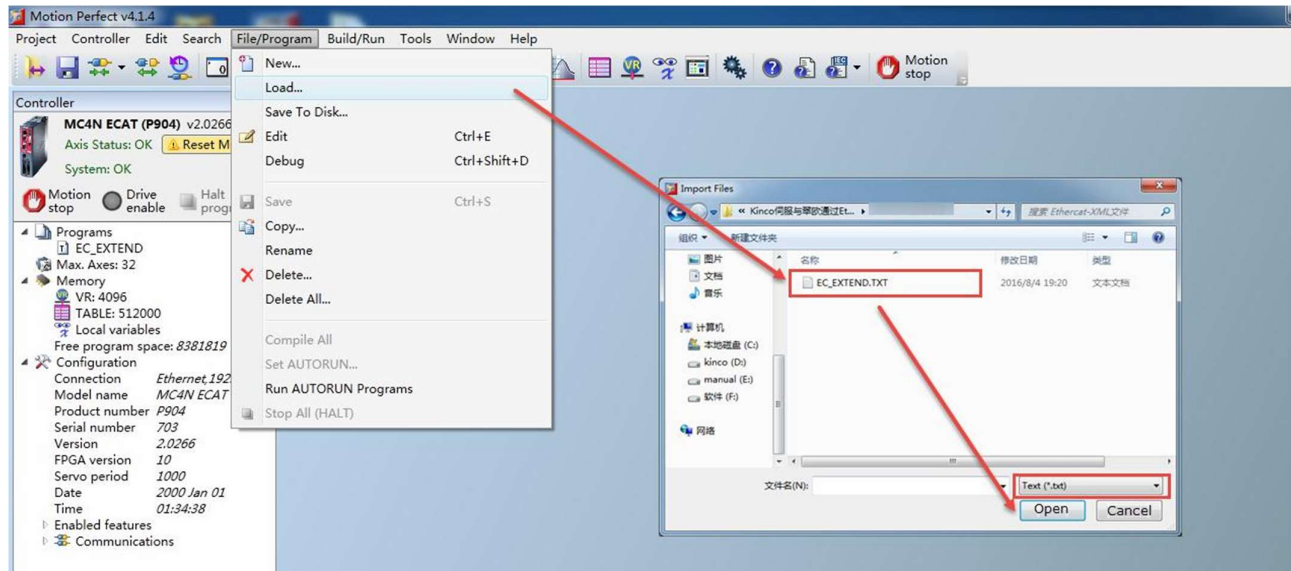 Motion Perfect v4.1.4
Project Controller Edit Search File/Program Build/Run Tools Window Help
Motion stop
New...
Load...
Save To Disk...
Edit Ctrl+E
Debug Ctrl+Shift+D
Save Ctrl+S
Copy...
Rename
Delete...
Delete All...
Compile All
Set AUTORUN...
Run AUTORUN Programs
Stop All (HALT)
Controller
MC4N ECAT (P904) v2.0266
Axis Status: OK Reset M
System: OK
Motion stop Drive enable Halt progr
Programs
EC_EXTEND
Max. Axes: 32
Memory
VR: 4096
TABLE: 512000
Local variables
Free program space: 8381819
Configuration
Connection Ethernet,192
Model name MC4N ECAT
Product number P904
Serial number 703
Version 2.0266
FPGA version 10
Servo period 1000
Date 2000 Jan 01
Time 01:34:38
Enabled features
Communications
Import Files
« Kinco伺服与翠欧通过Et...
搜索 Ethercat-XML文件
组织 新建文件夹
名称 修改日期 类型
EC_EXTEND.TXT 2016/8/4 19:20 文本文档
图片
文档
音乐
计算机
本地磁盘 (C:)
kinco (D:)
manual (E:)
软件 (F:)
网络
文件名(N): Text (*.txt)
Open Cancel